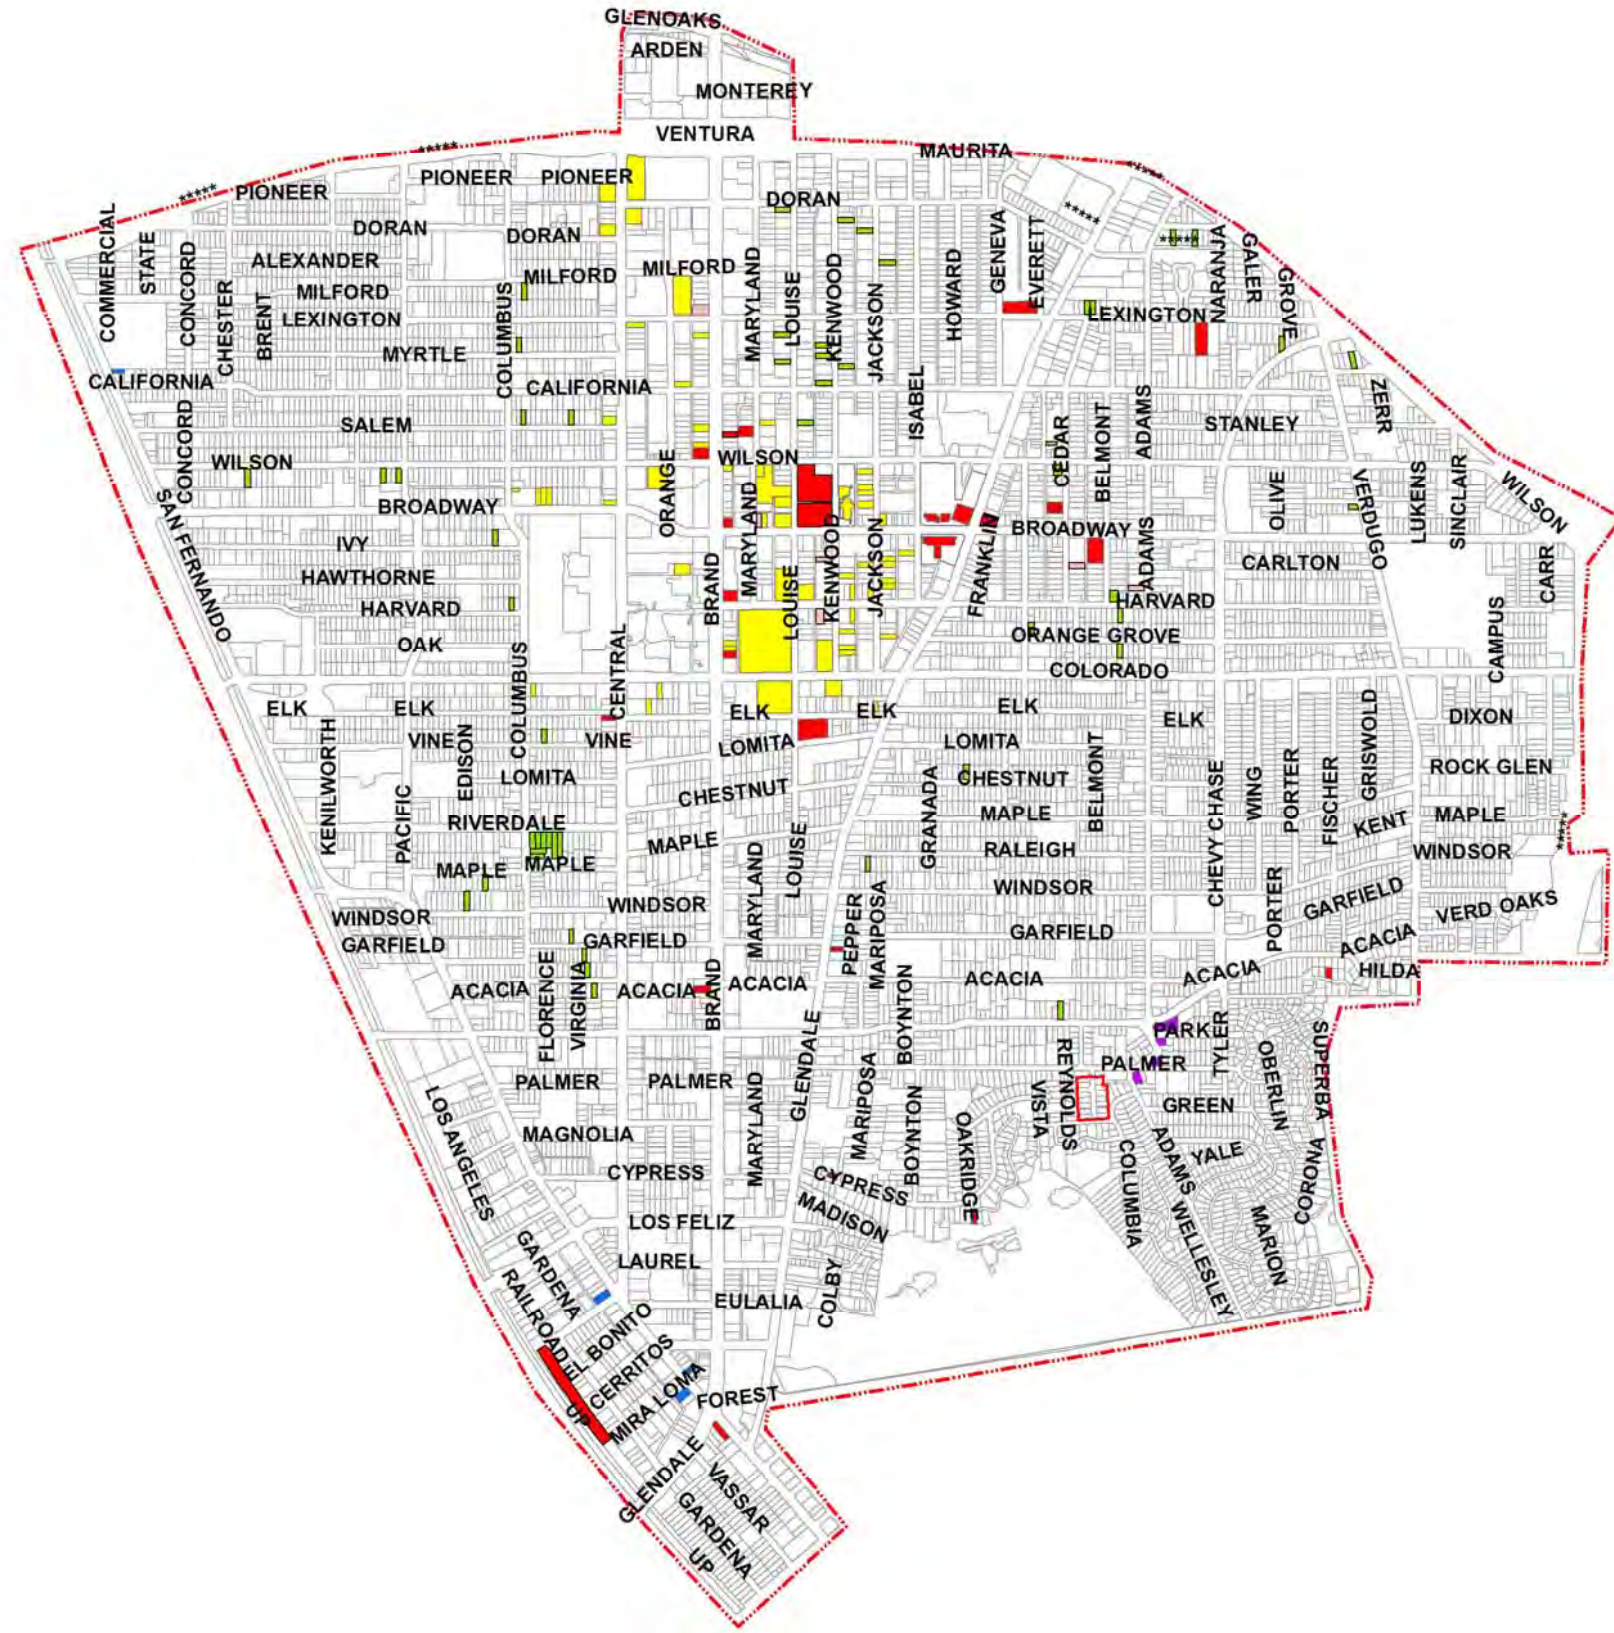 GLENOAKS
ARDEN
MONTEREY
VENTURA
*****
*****
MAURITA
*****
PIONEER
PIONEER
PIONEER
DORAN
*****
COMMERCIAL
STATE
CONCORD
DORAN
DORAN
GENEVA
EVERETT
*****
NARANJA
GALER
GROVE
ALEXANDER
MILFORD
MILFORD
MARYLAND
LOUISE
KENWOOD
JACKSON
HOWARD
CHESTER
BRENT
MILFORD
COLUMBUS
LEXINGTON
LEXINGTON
MYRTLE
CALIFORNIA
CALIFORNIA
ISABEL
ZERR
CONCORD
SALEM
CEDAR
BELMONT
ADAMS
STANLEY
WILSON
ORANGE
WILSON
OLIVE
VERDUGO
LUKENS
SINCLAIR
WILSON
SAN FERNANDO
BROADWAY
MARYLAND
KENWOOD
JACKSON
FRANKLIN
BROADWAY
ADAMS
IVY
CARLTON
CARR
HAWTHORNE
BRAND
LOUISE
HARVARD
HARVARD
OAK
ORANGE GROVE
CAMPUS
COLUMBUS
CENTRAL
COLORADO
ELK
ELK
ELK
ELK
ELK
ELK
GRISWOLD
DIXON
KENILWORTH
VINE
EDISON
VINE
LOMITA
LOMITA
BELMONT
CHEVY CHASE
WING
PORTER
FISCHER
LOMITA
CHESTNUT
GRANADA
CHESTNUT
ROCK GLEN
PACIFIC
RIVERDALE
MAPLE
LOUISE
MAPLE
KENT
MAPLE
*****
MAPLE
MAPLE
MARYLAND
RALEIGH
WINDSOR
WINDSOR
WINDSOR
PEPPER
MARIPOSA
WINDSOR
PORTER
GARFIELD
VERD OAKS
GARFIELD
GARFIELD
GARFIELD
ACACIA
ACACIA
FLORENCE
VIRGINIA
ACACIA
BRAND
ACACIA
BOYNTON
ACACIA
ACACIA
HILDA
GLENDALE
PARK
TYLER
OBERLIN
SUPERBA
PALMER
PALMER
MARYLAND
MARIPOSA
BOYNTON
OAKRIDGE
VISTA
REYNOLDS
PALMER
LOS ANGELES
GREEN
MAGNOLIA
COLUMBIA
ADAMS
YALE
CORONA
CYPRESS
CYPRESS
MADISON
WELLESLEY
MARION
LOS FELIZ
GARDENA
LAUREL
COLBY
RAILROAD
EULALIA
EL BONITO
CERRITOS
MIRA LOMA
UP
FOREST
GLENDALE
VASSAR
GARDENA
UP